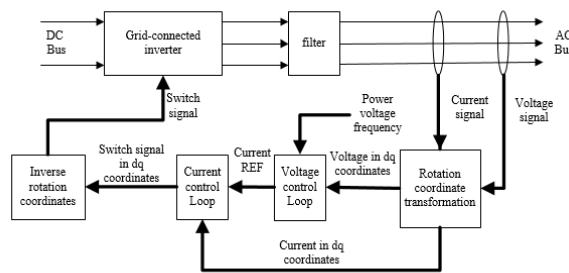 DC
Bus
Grid-connected
inverter
filter
AC
Bu
Switch
signal
Power
voltage
frequency
Current
signal
Voltage
signal
Inverse
rotation
coordinates
Switch signal
in dq
coordinates
Current
control
Loop
Current
REF
Voltage
control
Loop
Voltage in dq
coordinates
Rotation
coordinate
transformation
Current in dq
coordinates